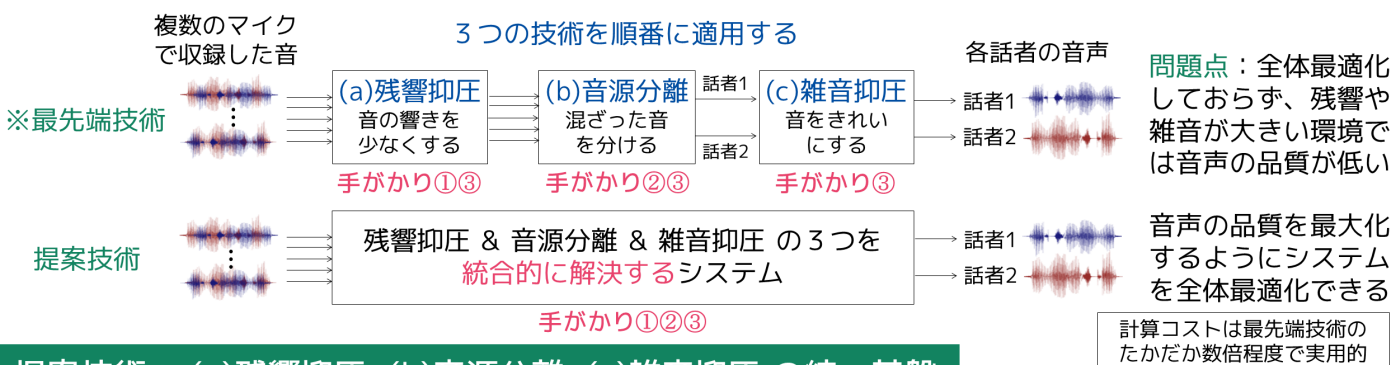 複数のマイク
で収録した音
３つの技術を順番に適用する
各話者の音声
※最先端技術
(a)残響抑圧
音の響きを
少なくする
手がかり①③
(b)音源分離
混ざった音
を分ける
手がかり②③
話者1
話者2
(c)雑音抑圧
音をきれい
にする
手がかり③
話者1
話者2
問題点：全体最適化
しておらず、残響や
雑音が大きい環境で
は音声の品質が低い
提案技術
残響抑圧 & 音源分離 & 雑音抑圧 の３つを
統合的に解決するシステム
手がかり①②③
話者1
話者2
音声の品質を最大化
するようにシステム
を全体最適化できる
計算コストは最先端技術の
たかだか数倍程度で実用的